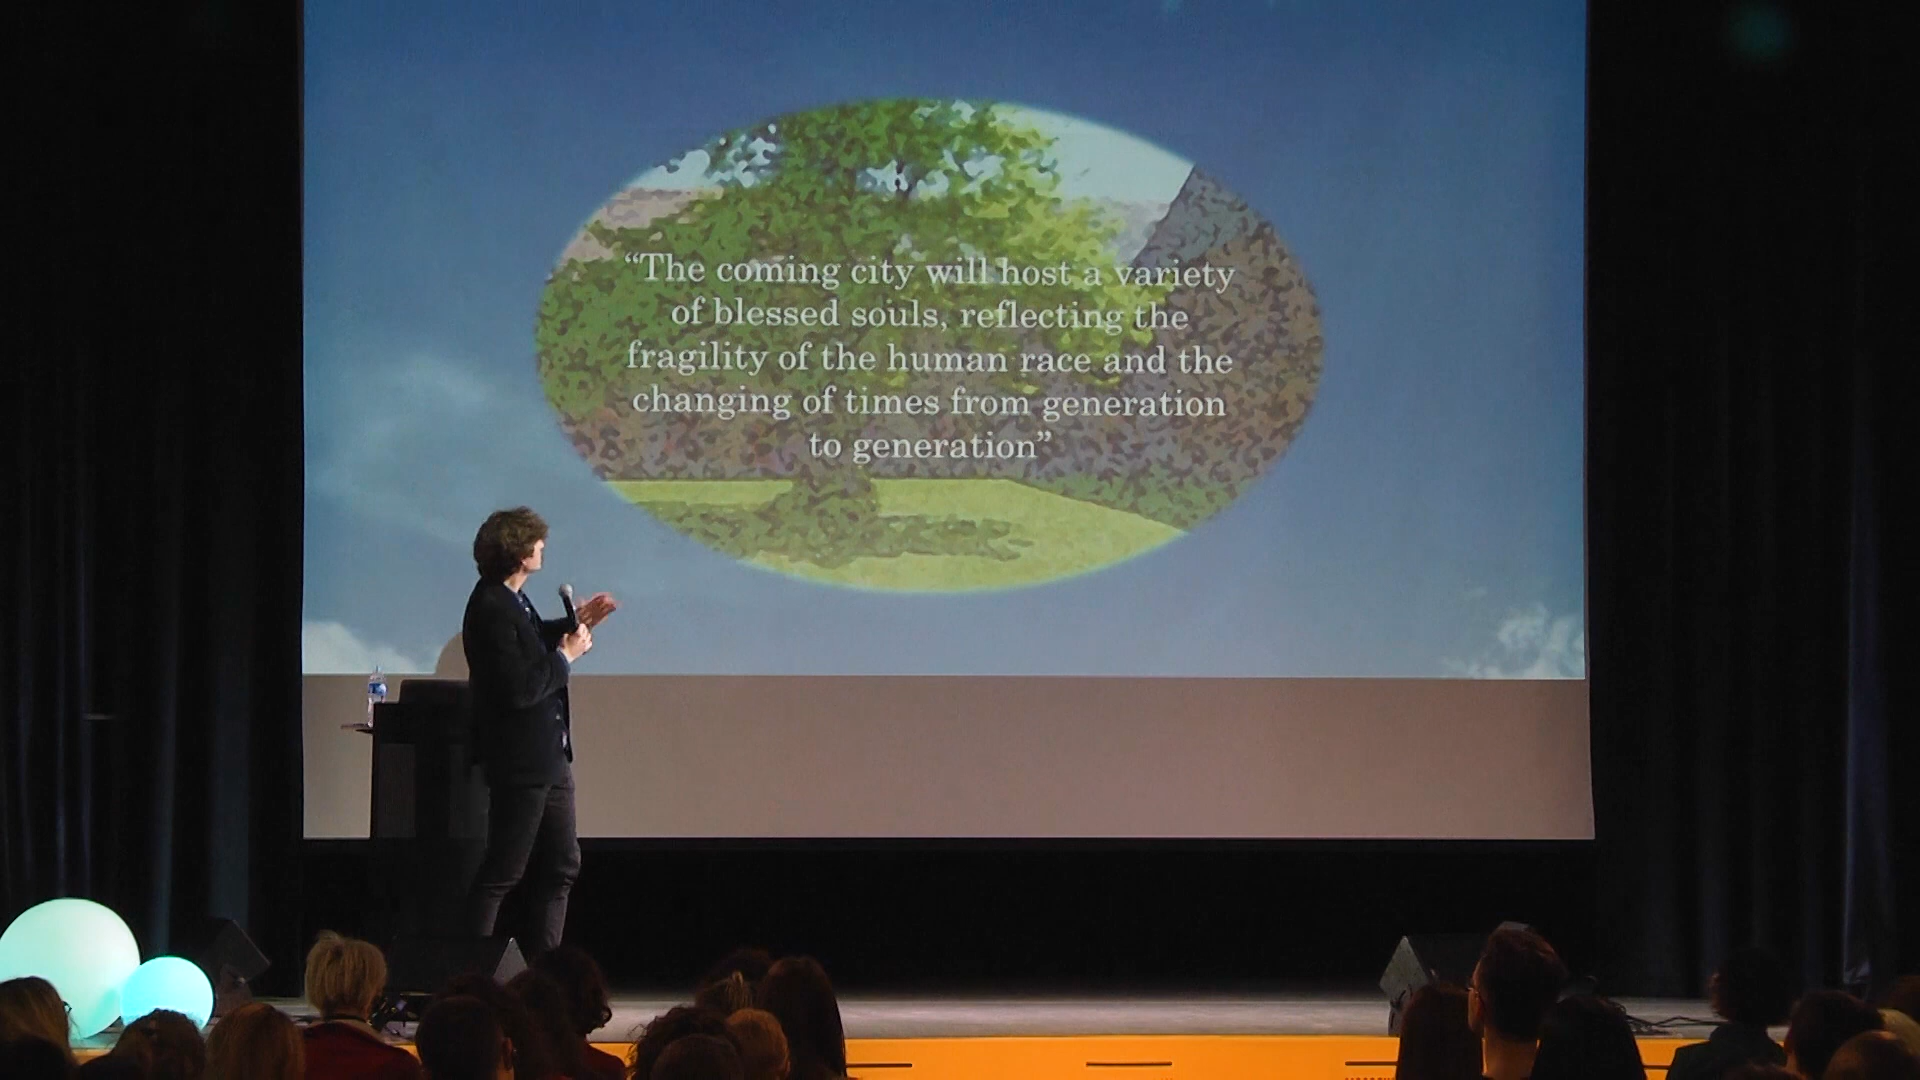 “The coming city will host a variety
of blessed souls, reflecting the
fragility of the human race and the
changing of times from generation
to generation”